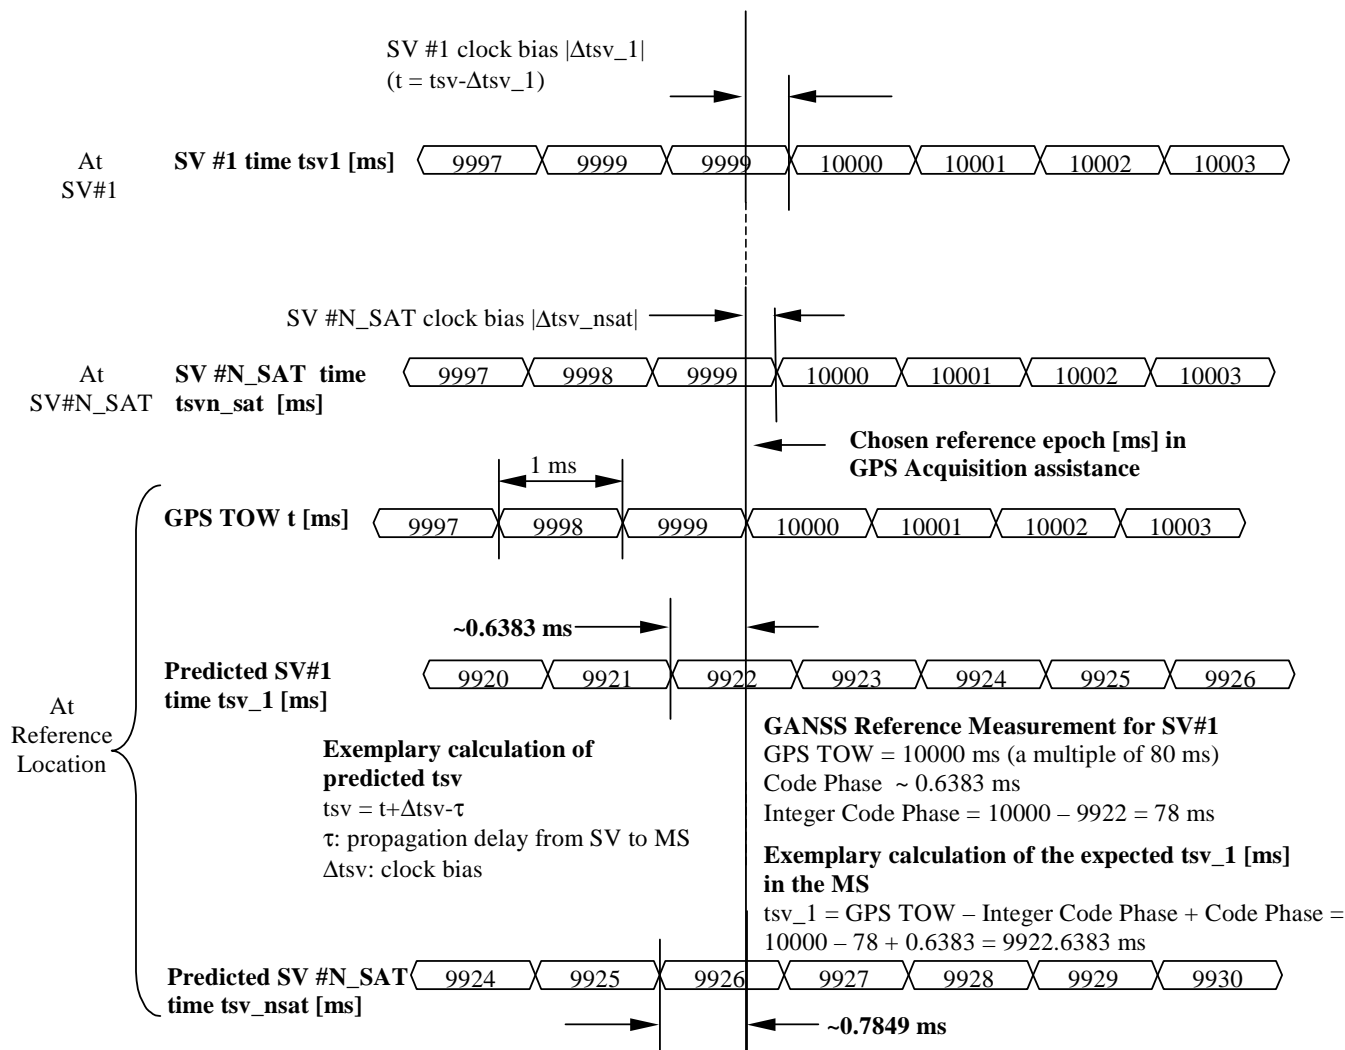 SV #1 clock bias |Δtsv_1|
(t = tsv-Δtsv_1)
At
SV#1
SV #1 time tsv1 [ms]
9997 9999 9999 10000 10001 10002 10003
SV #N_SAT clock bias |Δtsv_nsat|
At
SV#N_SAT
SV #N_SAT time
tsvn_sat [ms]
9997 9998 9999 10000 10001 10002 10003
Chosen reference epoch [ms] in
GPS Acquisition assistance
1 ms
GPS TOW t [ms]
9997 9998 9999 10000 10001 10002 10003
~0.6383 ms
Predicted SV#1
time tsv_1 [ms]
9920 9921 9922 9923 9924 9925 9926
At
Reference
Location
Exemplary calculation of
predicted tsv
tsv = t+Δtsv-τ
τ: propagation delay from SV to MS
Δtsv: clock bias
GANSS Reference Measurement for SV#1
GPS TOW = 10000 ms (a multiple of 80 ms)
Code Phase ~ 0.6383 ms
Integer Code Phase = 10000 – 9922 = 78 ms
Exemplary calculation of the expected tsv_1 [ms]
in the MS
tsv_1 = GPS TOW – Integer Code Phase + Code Phase =
10000 – 78 + 0.6383 = 9922.6383 ms
Predicted SV #N_SAT
time tsv_nsat [ms]
9924 9925 9926 9927 9928 9929 9930
~0.7849 ms